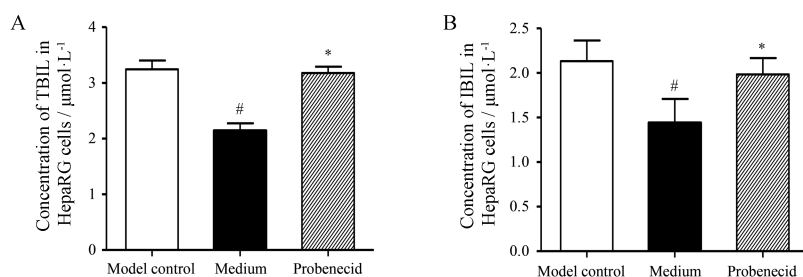 A
Concentration of TBIL in
HepaRG cells / μmol·L-1
4
3
2
1
0
#
*
Model control
Medium
Probenecid
B
Concentration of IBIL in
HepaRG cells / μmol·L-1
2.5
2.0
1.5
1.0
0.5
0.0
#
*
Model control
Medium
Probenecid